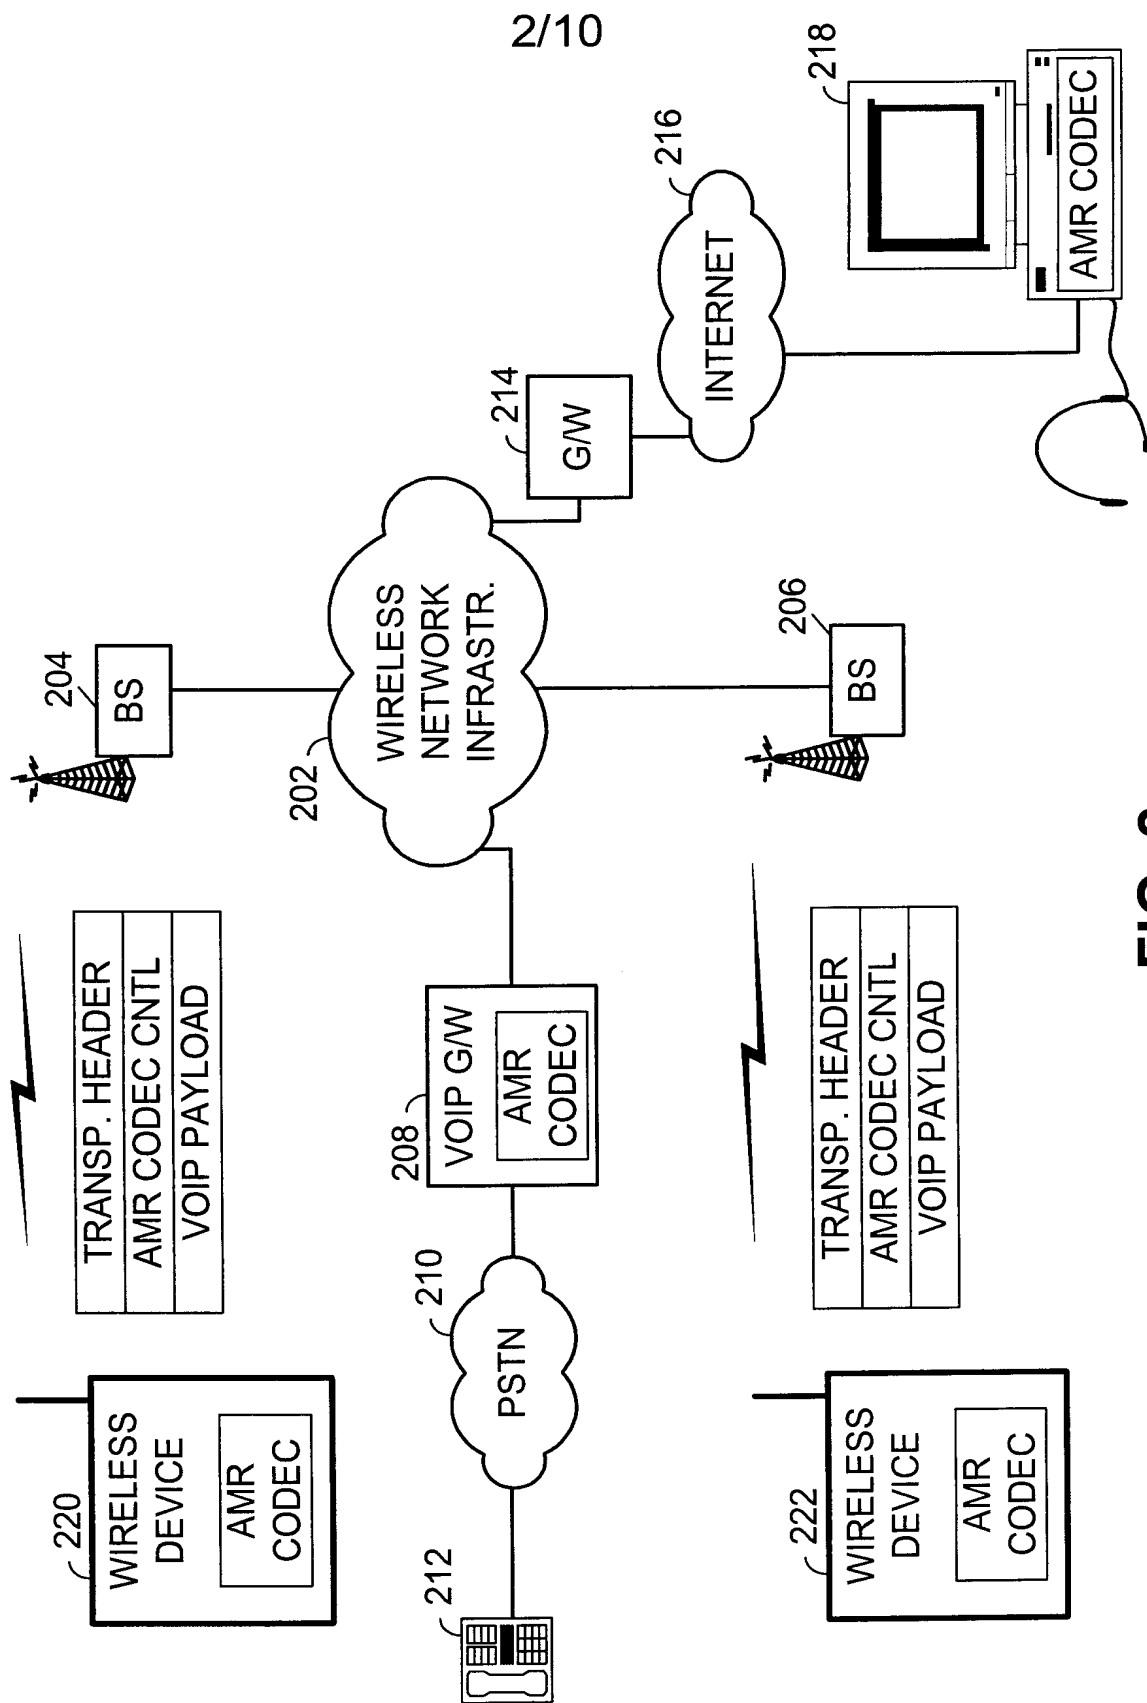 2/10
220
WIRELESS
DEVICE
AMR
CODEC
TRANSP. HEADER
AMR CODEC CNTL
VOIP PAYLOAD
204
BS
212
210
PSTN
208
VOIP G/W
AMR
CODEC
202
WIRELESS
NETWORK
INFRASTR.
214
G/W
216
INTERNET
218
AMR CODEC
222
WIRELESS
DEVICE
AMR
CODEC
TRANSP. HEADER
AMR CODEC CNTL
VOIP PAYLOAD
206
BS
FIG.